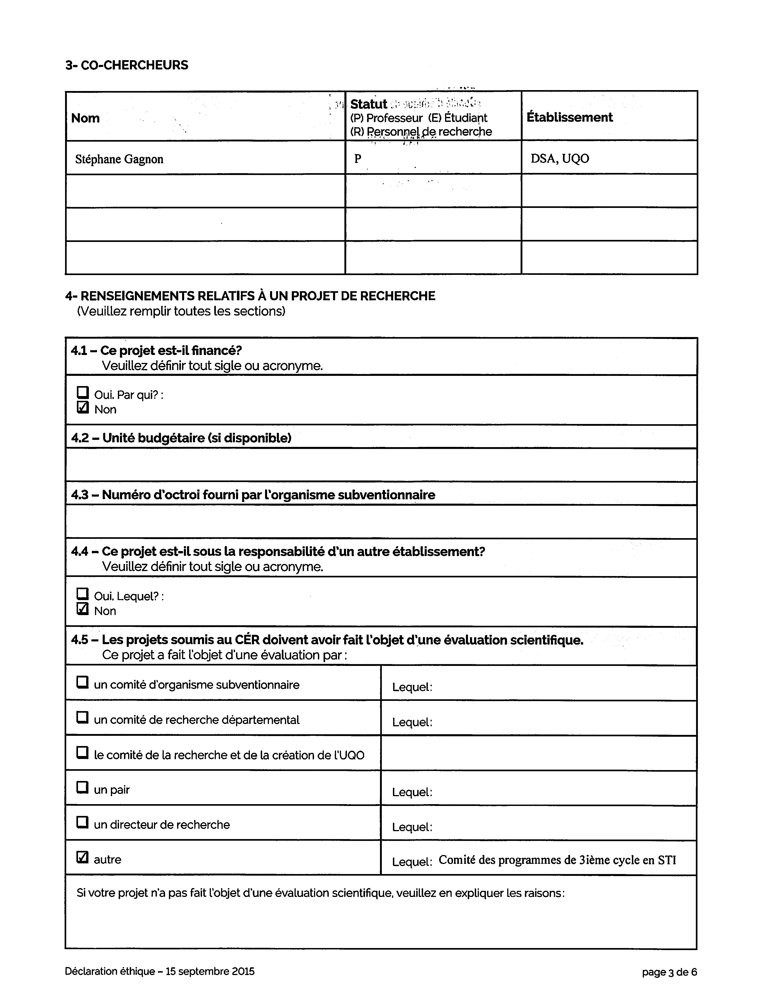 3- CO-CHERCHEURS
Nom
Statut
(P) Professeur (E) Étudiant
(R) Personnel de recherche
Établissement
Stéphane Gagnon
P
DSA, UQO
4- RENSEIGNEMENTS RELATIFS À UN PROJET DE RECHERCHE
(Veuillez remplir toutes les sections)
4.1 – Ce projet est-il financé?
Veuillez définir tout sigle ou acronyme.
Oui. Par qui? :
Non
4.2 – Unité budgétaire (si disponible)
4.3 – Numéro d'octroi fourni par l'organisme subventionnaire
4.4 – Ce projet est-il sous la responsabilité d'un autre établissement?
Veuillez définir tout sigle ou acronyme.
Oui. Lequel? :
Non
4.5 – Les projets soumis au CÉR doivent avoir fait l'objet d'une évaluation scientifique.
Ce projet a fait l'objet d'une évaluation par :
un comité d'organisme subventionnaire
Lequel:
un comité de recherche départemental
Lequel:
le comité de la recherche et de la création de l'UQO
un pair
Lequel:
un directeur de recherche
Lequel:
autre
Lequel: Comité des programmes de 3ième cycle en STI
Si votre projet n'a pas fait l'objet d'une évaluation scientifique, veuillez en expliquer les raisons:
Déclaration éthique – 15 septembre 2015
page 3 de 6